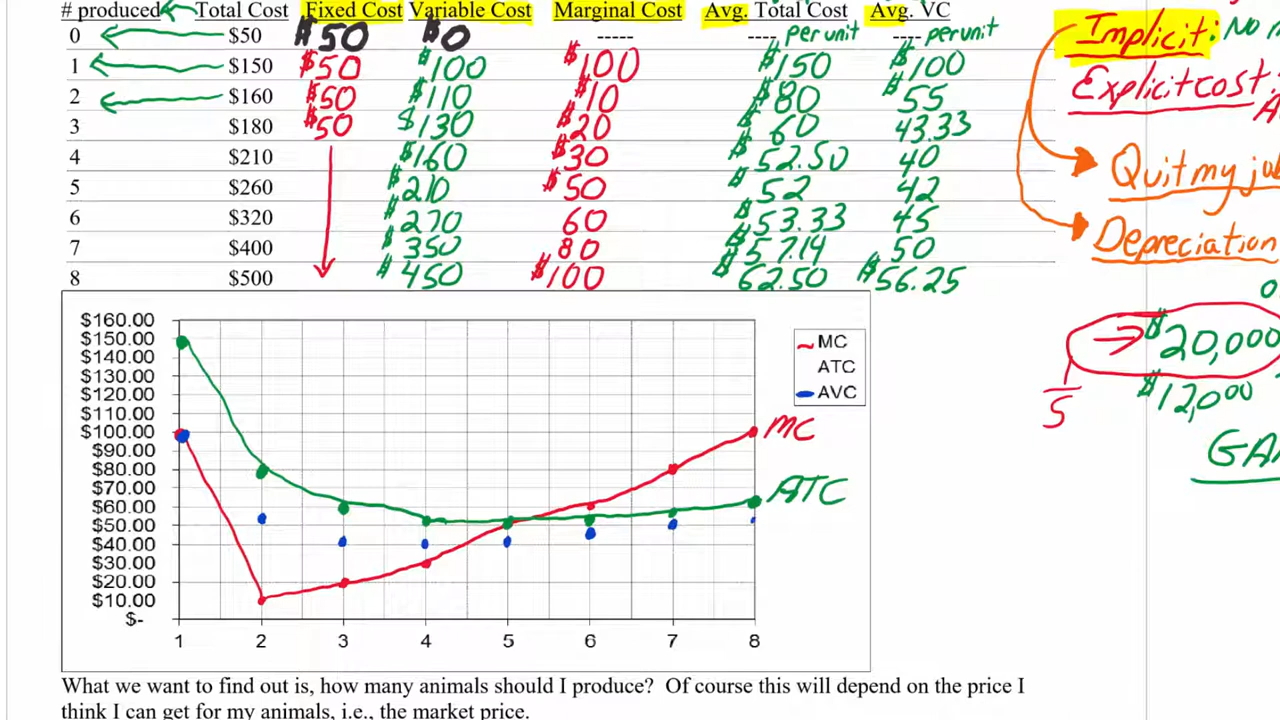 # produced Total Cost Fixed Cost Variable Cost Marginal Cost Avg. Total Cost Avg. VC
0 $50 $50 $0 ----- ---- per unit ---- per unit
1 $150 $50 $100 $100 $150 $100
2 $160 $50 $110 $10 $80 55
3 $180 $50 $130 $20 $60 43.33
4 $210 $160 $30 $52.50 40
5 $260 $210 $50 $52 42
6 $320 $270 60 $53.33 45
7 $400 $350 80 $57.14 50
8 $500 $450 $100 $62.50 $56.25
Implicit: No
Explicit cost:
Quit my job
Depreciation
⇒ $20,000
5
$12,000
GA
$160.00
$150.00
$140.00
$130.00
$120.00
$110.00
$100.00
$90.00
$80.00
$70.00
$60.00
$50.00
$40.00
$30.00
$20.00
$10.00
$-
1 2 3 4 5 6 7 8
MC
ATC
AVC
MC
ATC
What we want to find out is, how many animals should I produce? Of course this will depend on the price I
think I can get for my animals, i.e., the market price.